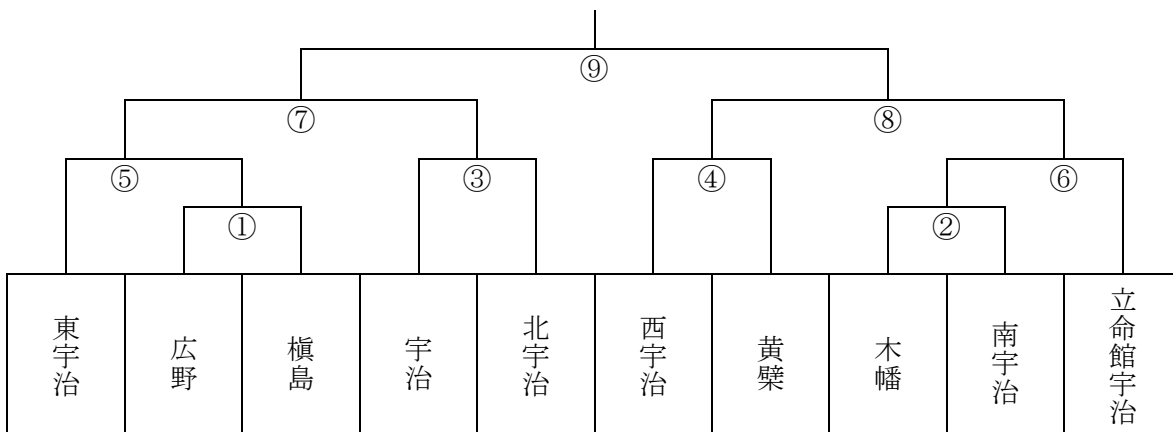 ⑨
⑦
⑧
⑤
③
④
⑥
①
②
東宇治
広野
槇島
宇治
北宇治
西宇治
黄檗
木幡
南宇治
立命館宇治